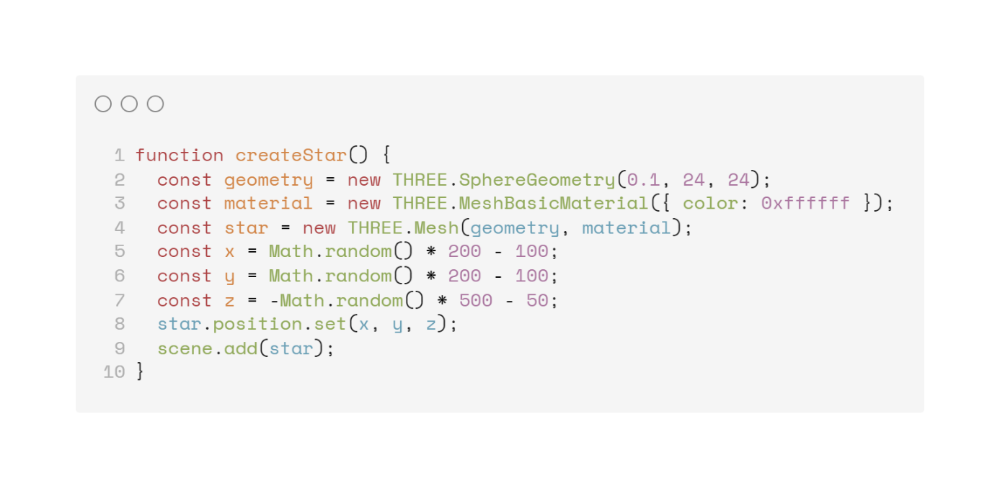 1 function createStar() {
2   const geometry = new THREE.SphereGeometry(0.1, 24, 24);
3   const material = new THREE.MeshBasicMaterial({ color: 0xffffff });
4   const star = new THREE.Mesh(geometry, material);
5   const x = Math.random() * 200 - 100;
6   const y = Math.random() * 200 - 100;
7   const z = -Math.random() * 500 - 50;
8   star.position.set(x, y, z);
9   scene.add(star);
10 }